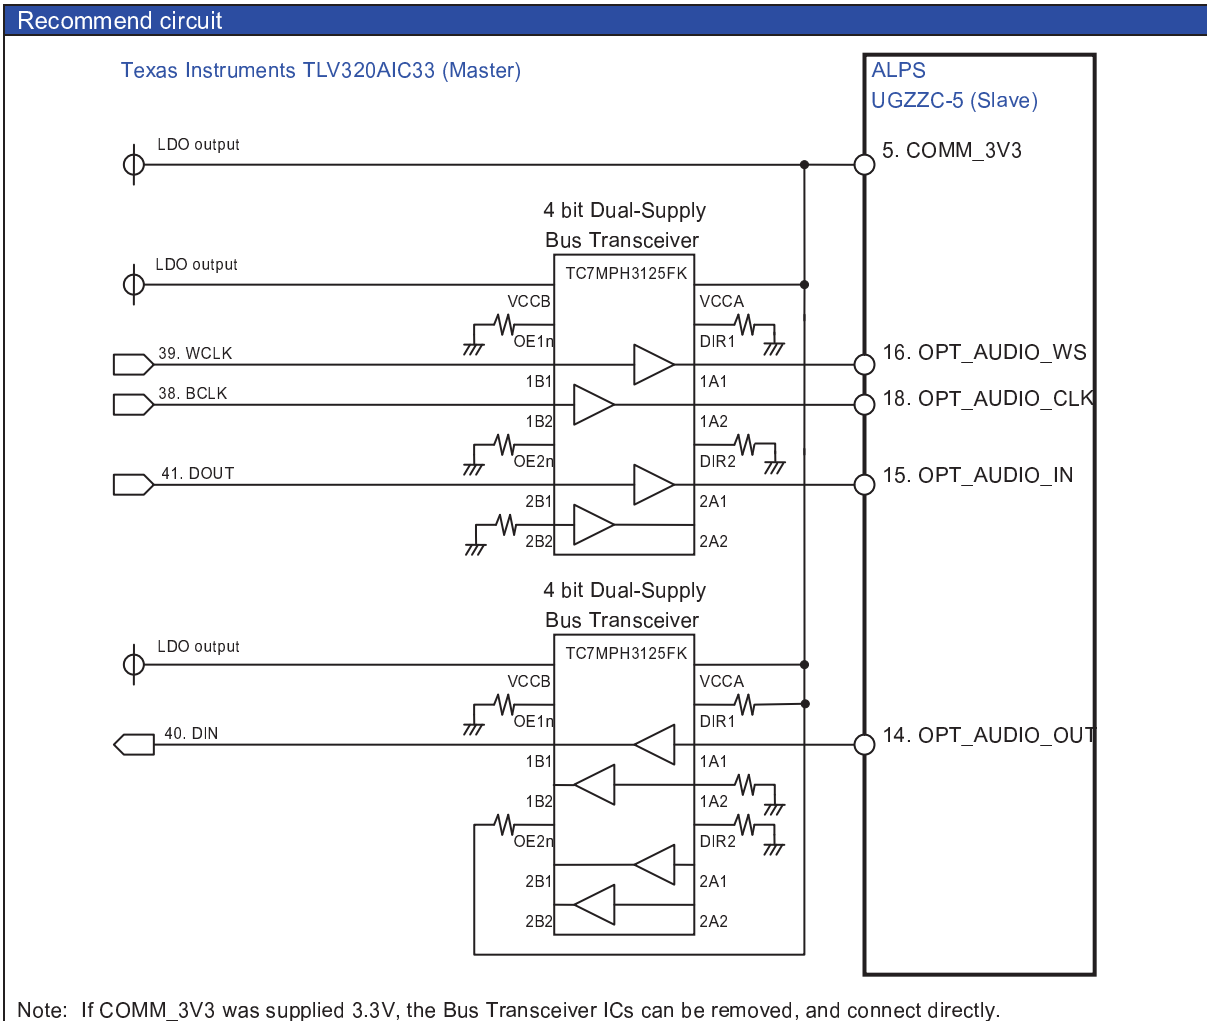 Recommend circuit
Texas Instruments TLV320AIC33 (Master)
ALPS
UGZZC-5 (Slave)
LDO output
5. COMM_3V3
4 bit Dual-Supply
Bus Transceiver
LDO output
TC7MPH3125FK
VCCB
VCCA
OE1n
DIR1
39. WCLK
16. OPT_AUDIO_WS
1B1
1A1
38. BCLK
18. OPT_AUDIO_CLK
1B2
1A2
OE2n
DIR2
41. DOUT
15. OPT_AUDIO_IN
2B1
2A1
2B2
2A2
4 bit Dual-Supply
Bus Transceiver
LDO output
TC7MPH3125FK
VCCB
VCCA
OE1n
DIR1
40. DIN
14. OPT_AUDIO_OUT
1B1
1A1
1B2
1A2
OE2n
DIR2
2B1
2A1
2B2
2A2
Note: If COMM_3V3 was supplied 3.3V, the Bus Transceiver ICs can be removed, and connect directly.